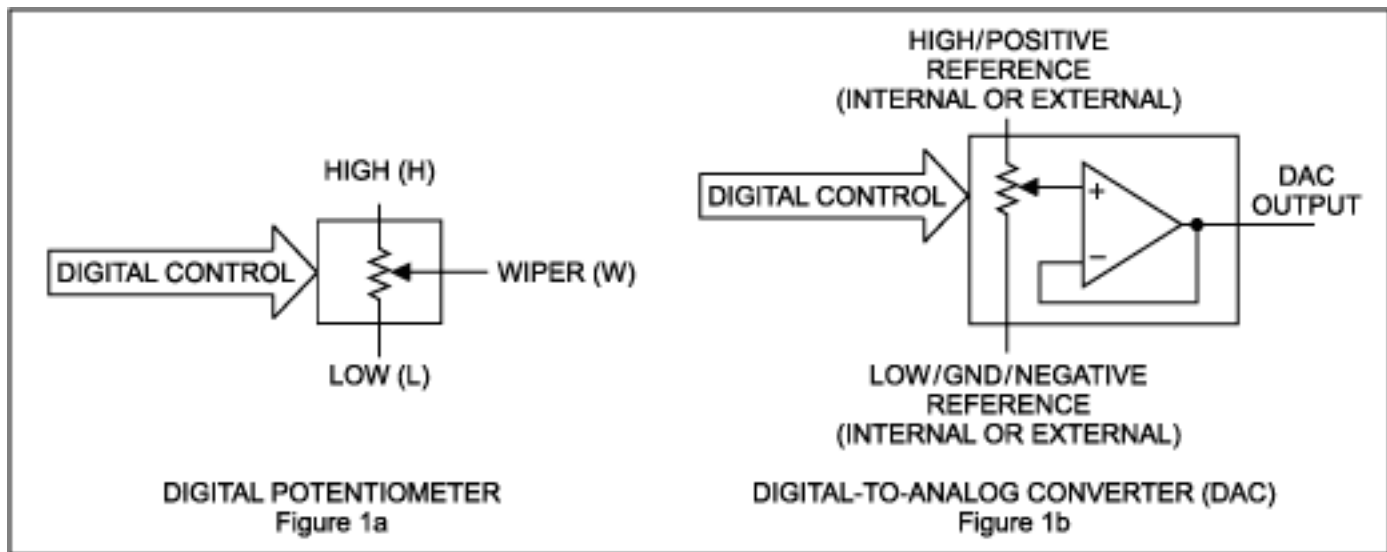 HIGH (H)
DIGITAL CONTROL
WIPER (W)
LOW (L)
DIGITAL POTENTIOMETER
Figure 1a
HIGH/POSITIVE
REFERENCE
(INTERNAL OR EXTERNAL)
DIGITAL CONTROL
+
−
DAC
OUTPUT
LOW/GND/NEGATIVE
REFERENCE
(INTERNAL OR EXTERNAL)
DIGITAL-TO-ANALOG CONVERTER (DAC)
Figure 1b